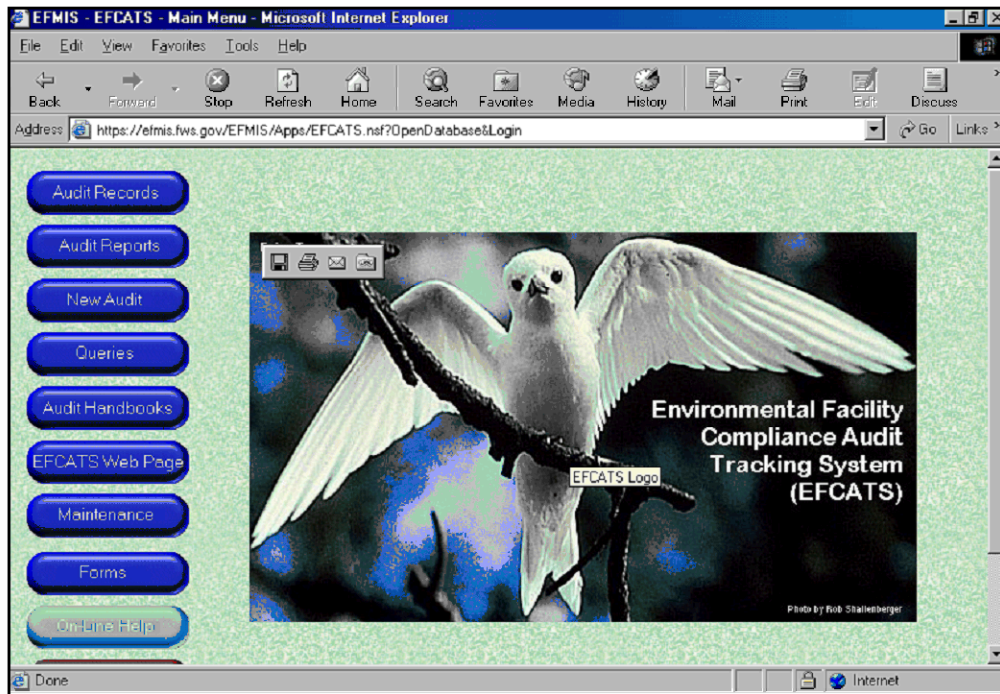 EFMIS - EFCATS - Main Menu - Microsoft Internet Explorer
File Edit View Favorites Tools Help
Back Forward Stop Refresh Home Search Favorites Media History Mail Print Edit Discuss
Address https://efmis.fws.gov/EFMIS/Apps/EFCATS.nsf?OpenDatabase&Login Go Links
Audit Records
Audit Reports
New Audit
Queries
Audit Handbooks
EFCATS Web Page
Maintenance
Forms
On-Line Help
Environmental Facility
Compliance Audit
Tracking System
(EFCATS)
EFCATS Logo
Photo by Rob Shallenberger
Done Internet